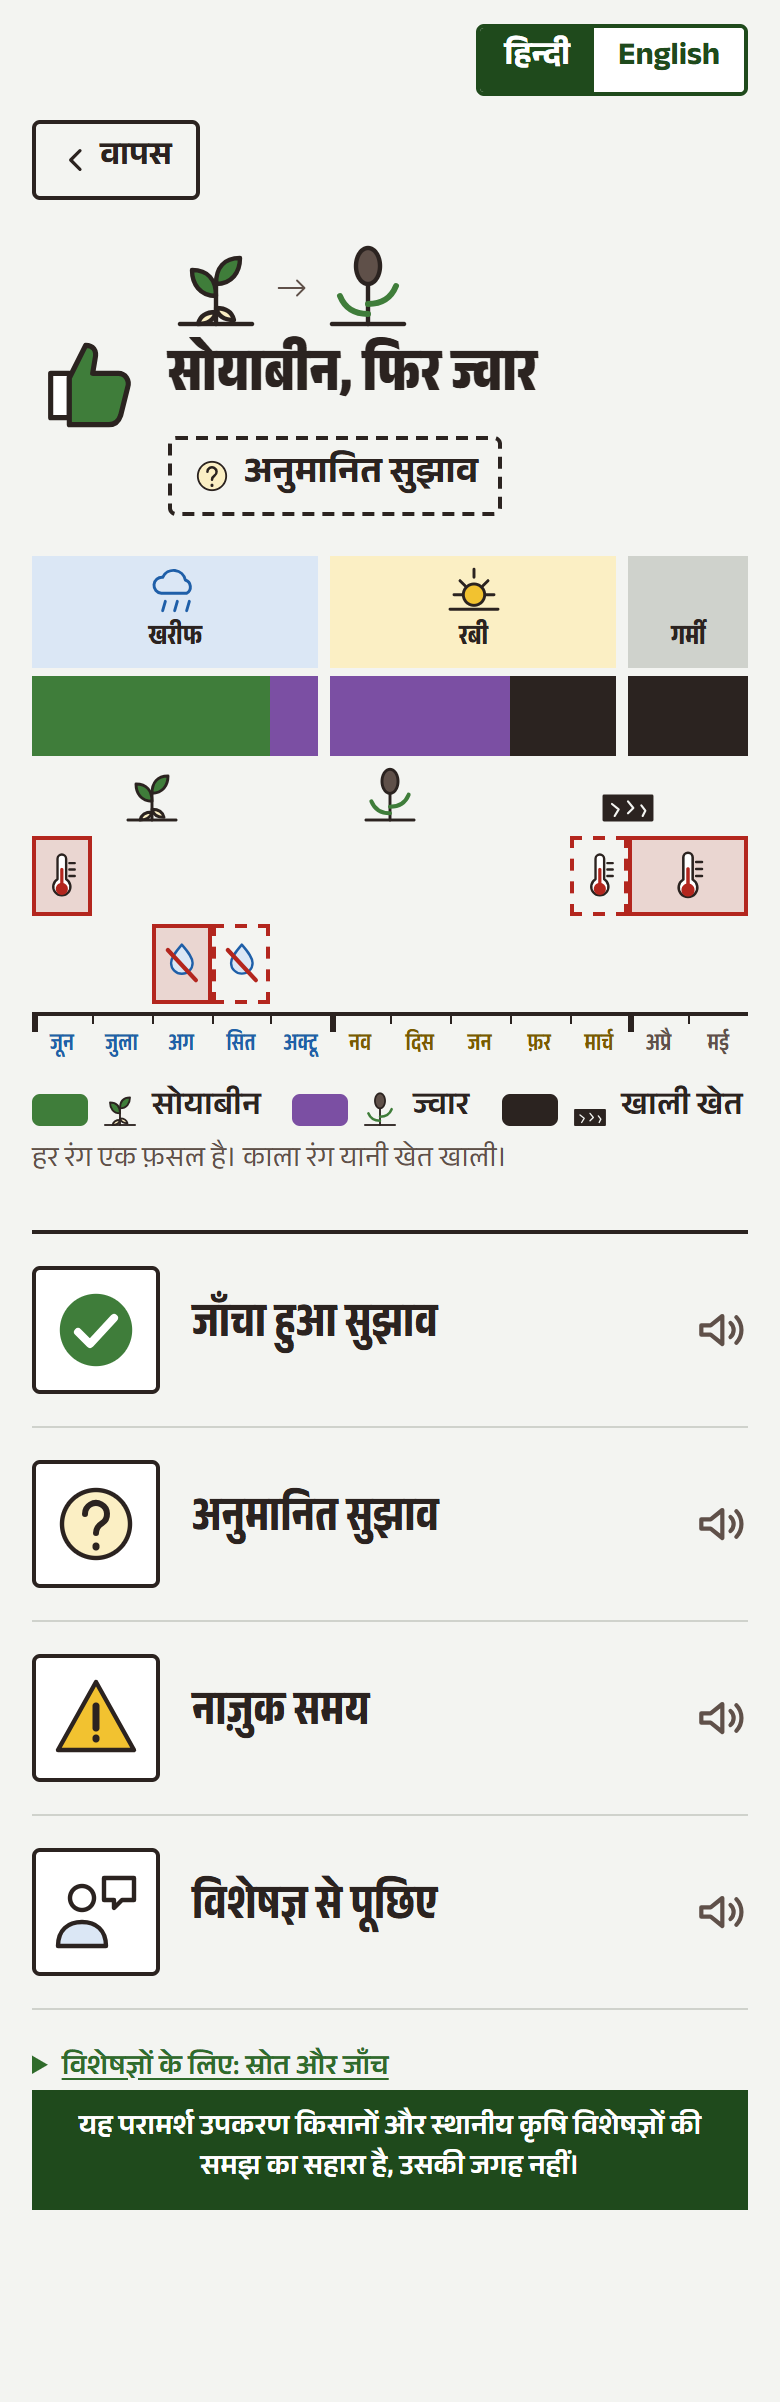 हिन्दी English
वापस
सोयाबीन, फिर ज्वार
अनुमानित सुझाव
खरीफ रबी गर्मी
जून जुला अग सित अक्टू नव दिस जन फ़र मार्च अप्रै मई
सोयाबीन ज्वार खाली खेत
हर रंग एक फ़सल है। काला रंग यानी खेत खाली।
जाँचा हुआ सुझाव
अनुमानित सुझाव
नाज़ुक समय
विशेषज्ञ से पूछिए
विशेषज्ञों के लिए: स्रोत और जाँच
यह परामर्श उपकरण किसानों और स्थानीय कृषि विशेषज्ञों की
समझ का सहारा है, उसकी जगह नहीं।